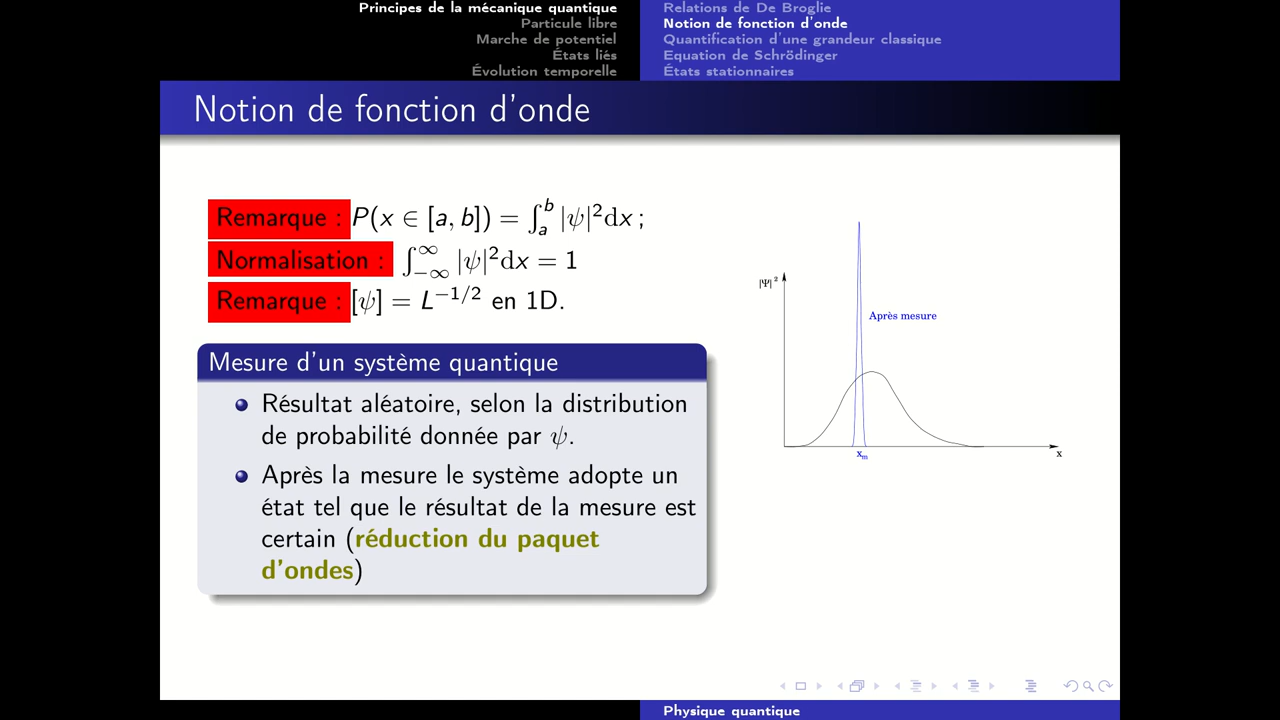 Principes de la mécanique quantique
Particule libre
Marche de potentiel
États liés
Évolution temporelle
Relations de De Broglie
Notion de fonction d'onde
Quantification d'une grandeur classique
Equation de Schrödinger
États stationnaires
Notion de fonction d'onde
Remarque : P(x ∈ [a, b]) = ∫_a^b |ψ|²dx ;
Normalisation : ∫_{−∞}^{∞} |ψ|²dx = 1
Remarque : [ψ] = L^{−1/2} en 1D.
Mesure d'un système quantique
Résultat aléatoire, selon la distribution
de probabilité donnée par ψ.
Après la mesure le système adopte un
état tel que le résultat de la mesure est
certain (réduction du paquet
d'ondes)
|Ψ|²
Après mesure
x_m
x
Physique quantique